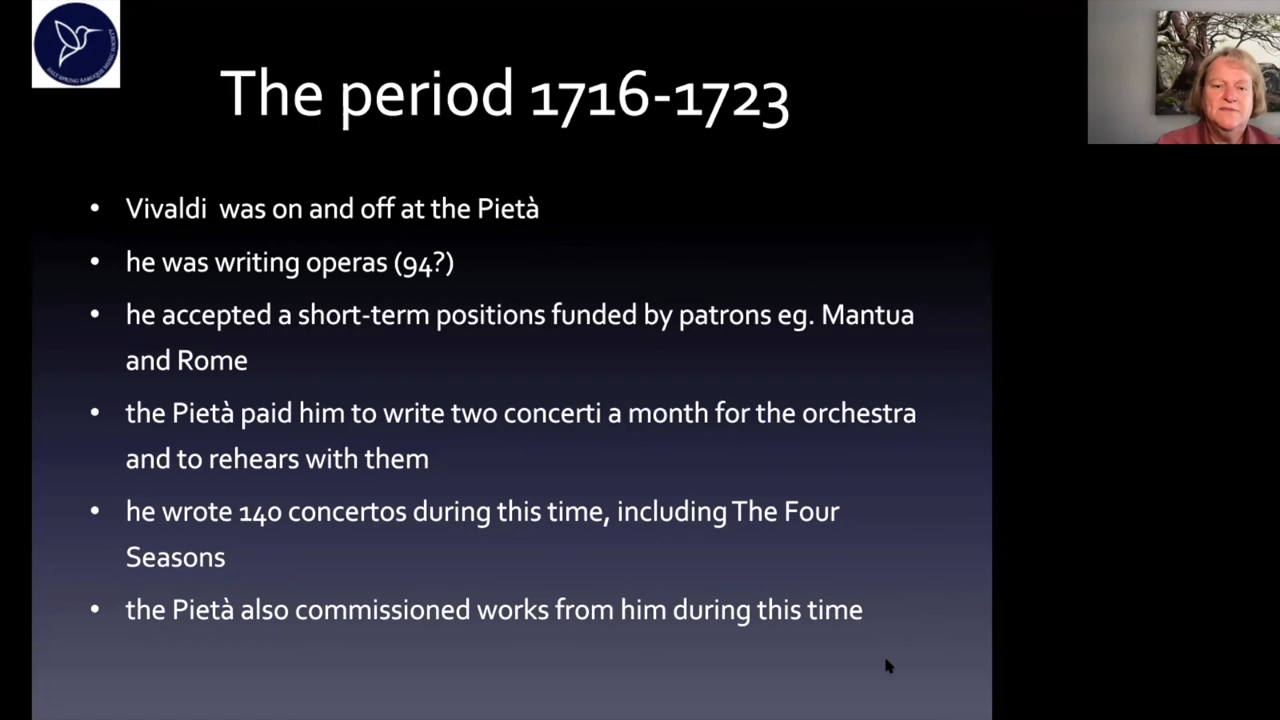 The period 1716-1723
• Vivaldi was on and off at the Pietà
• he was writing operas (94?)
• he accepted a short-term positions funded by patrons eg. Mantua
and Rome
• the Pietà paid him to write two concerti a month for the orchestra
and to rehears with them
• he wrote 140 concertos during this time, including The Four
Seasons
• the Pietà also commissioned works from him during this time